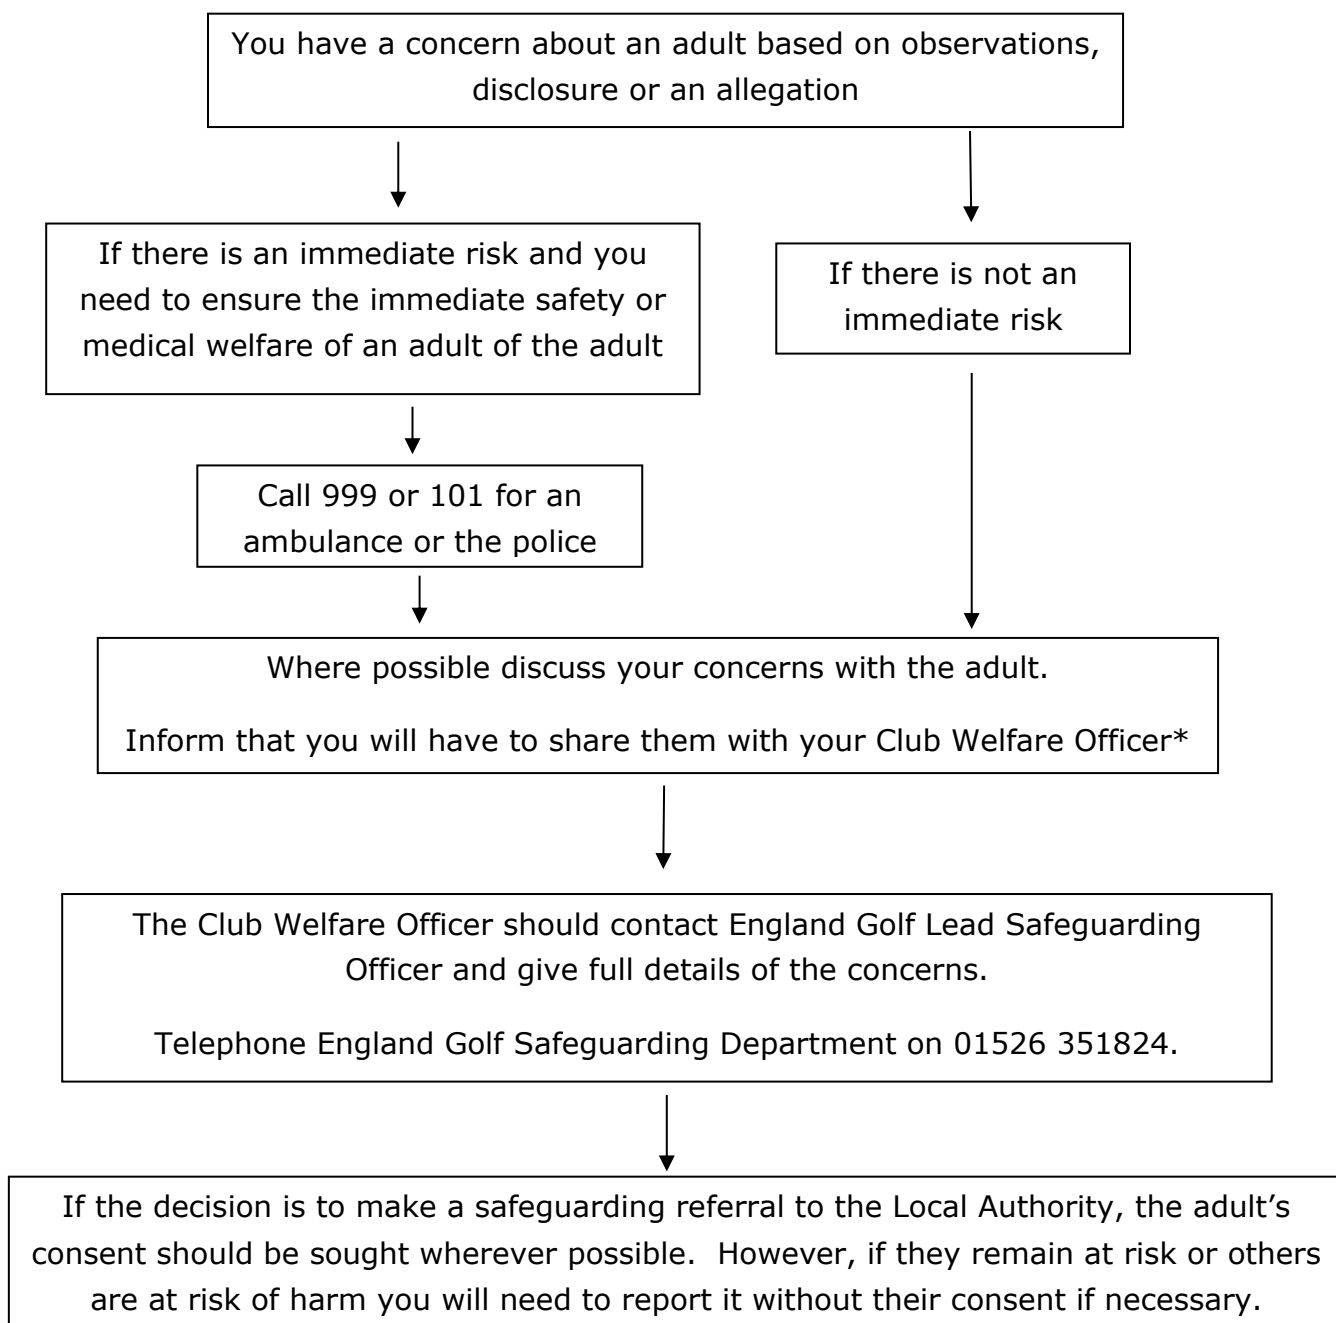 You have a concern about an adult based on observations,
disclosure or an allegation
If there is an immediate risk and you
need to ensure the immediate safety or
medical welfare of an adult of the adult
If there is not an
immediate risk
Call 999 or 101 for an
ambulance or the police
Where possible discuss your concerns with the adult.
Inform that you will have to share them with your Club Welfare Officer*
The Club Welfare Officer should contact England Golf Lead Safeguarding
Officer and give full details of the concerns.
Telephone England Golf Safeguarding Department on 01526 351824.
If the decision is to make a safeguarding referral to the Local Authority, the adult’s
consent should be sought wherever possible.  However, if they remain at risk or others
are at risk of harm you will need to report it without their consent if necessary.